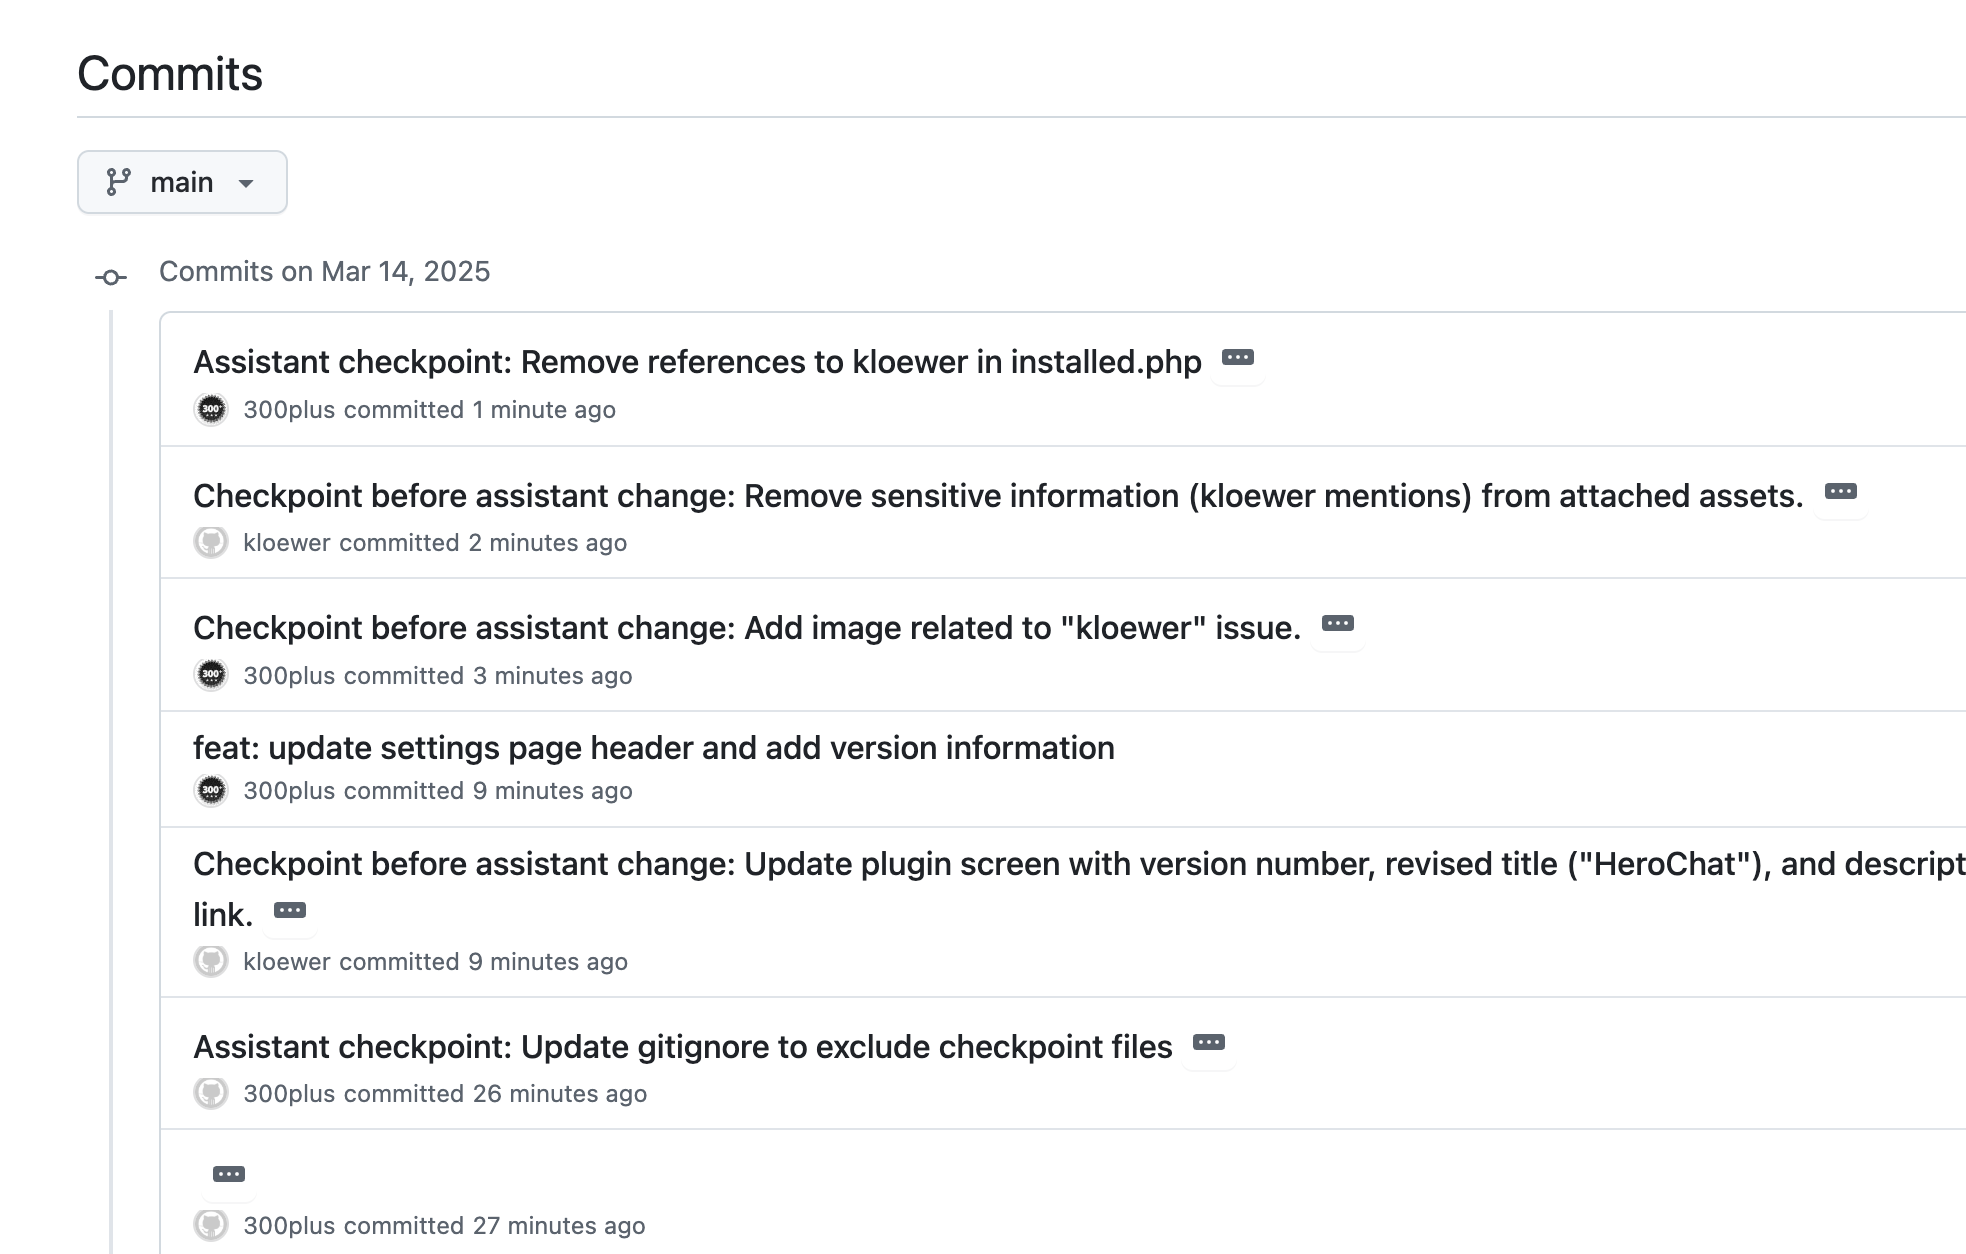 Commits
main
Commits on Mar 14, 2025
Assistant checkpoint: Remove references to kloewer in installed.php
300plus committed 1 minute ago
Checkpoint before assistant change: Remove sensitive information (kloewer mentions) from attached assets.
kloewer committed 2 minutes ago
Checkpoint before assistant change: Add image related to "kloewer" issue.
300plus committed 3 minutes ago
feat: update settings page header and add version information
300plus committed 9 minutes ago
Checkpoint before assistant change: Update plugin screen with version number, revised title ("HeroChat"), and descript
link.
kloewer committed 9 minutes ago
Assistant checkpoint: Update gitignore to exclude checkpoint files
300plus committed 26 minutes ago
300plus committed 27 minutes ago